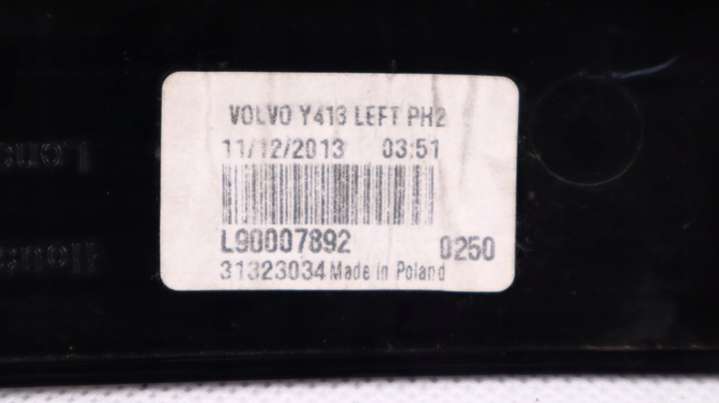 VOLVO Y413 LEFT PH2
11/12/2013 03:51
L90007892 0250
31323034 Made in Poland